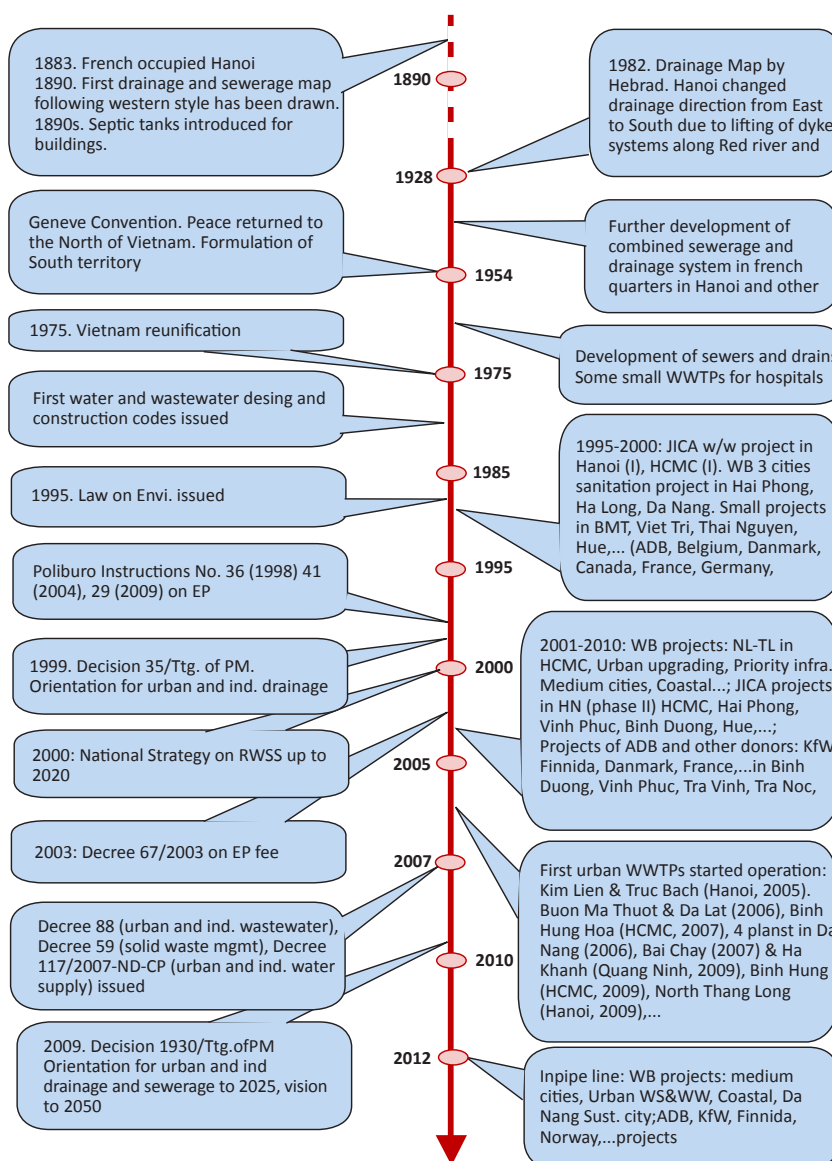 1883. French occupied Hanoi
1890. First drainage and sewerage map
following western style has been drawn.
1890s. Septic tanks introduced for
buildings.
1890
1982. Drainage Map by
Hebrad. Hanoi changed
drainage direction from East
to South due to lifting of dyke
systems along Red river and
1928
Geneve Convention. Peace returned to
the North of Vietnam. Formulation of
South territory
Further development of
combined sewerage and
drainage system in french
quarters in Hanoi and other
1954
1975. Vietnam reunification
Development of sewers and drains
Some small WWTPs for hospitals
1975
First water and wastewater desing and
construction codes issued
1985
1995-2000: JICA w/w project in
Hanoi (I), HCMC (I). WB 3 cities
sanitation project in Hai Phong,
Ha Long, Da Nang. Small projects
in BMT, Viet Tri, Thai Nguyen,
Hue,... (ADB, Belgium, Danmark,
Canada, France, Germany,
1995. Law on Envi. issued
1995
Poliburo Instructions No. 36 (1998) 41
(2004), 29 (2009) on EP
1999. Decision 35/Ttg. of PM.
Orientation for urban and ind. drainage
2000
2001-2010: WB projects: NL-TL in
HCMC, Urban upgrading, Priority infra.
Medium cities, Coastal...; JICA projects
in HN (phase II) HCMC, Hai Phong,
Vinh Phuc, Binh Duong, Hue,...;
Projects of ADB and other donors: KfW
Finnida, Danmark, France,...in Binh
Duong, Vinh Phuc, Tra Vinh, Tra Noc,
2000: National Strategy on RWSS up to
2020
2005
2003: Decree 67/2003 on EP fee
2007
First urban WWTPs started operation:
Kim Lien & Truc Bach (Hanoi, 2005).
Buon Ma Thuot & Da Lat (2006), Binh
Hung Hoa (HCMC, 2007), 4 planst in Da
Nang (2006), Bai Chay (2007) & Ha
Khanh (Quang Ninh, 2009), Binh Hung
(HCMC, 2009), North Thang Long
(Hanoi, 2009),...
Decree 88 (urban and ind. wastewater),
Decree 59 (solid waste mgmt), Decree
117/2007-ND-CP (urban and ind. water
supply) issued
2010
2009. Decision 1930/Ttg.ofPM
Orientation for urban and ind
drainage and sewerage to 2025, vision
to 2050
2012
Inpipe line: WB projects: medium
cities, Urban WS&WW, Coastal, Da
Nang Sust. city;ADB, KfW, Finnida,
Norway,...projects